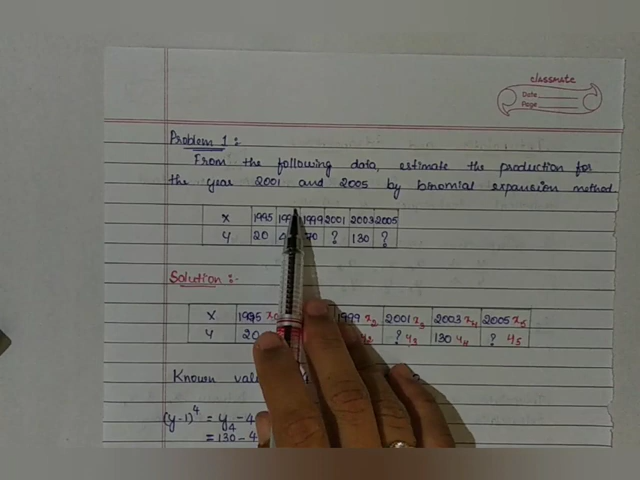 classmate
Date
Page
Problem 1:
From the following data, estimate the production for
the year 2001 and 2005 by binomial expansion method
X 1995 1999 2001 2003 2005
Y 20 ? 130 ?
Solution :-
X 1995 1999 x2 2001 x3 2003 x4 2005 x5
Y 20 y2 ? y3 130 y4 ? y5
Known
(y-1)^4 = y4 - 4
= 130 - 4